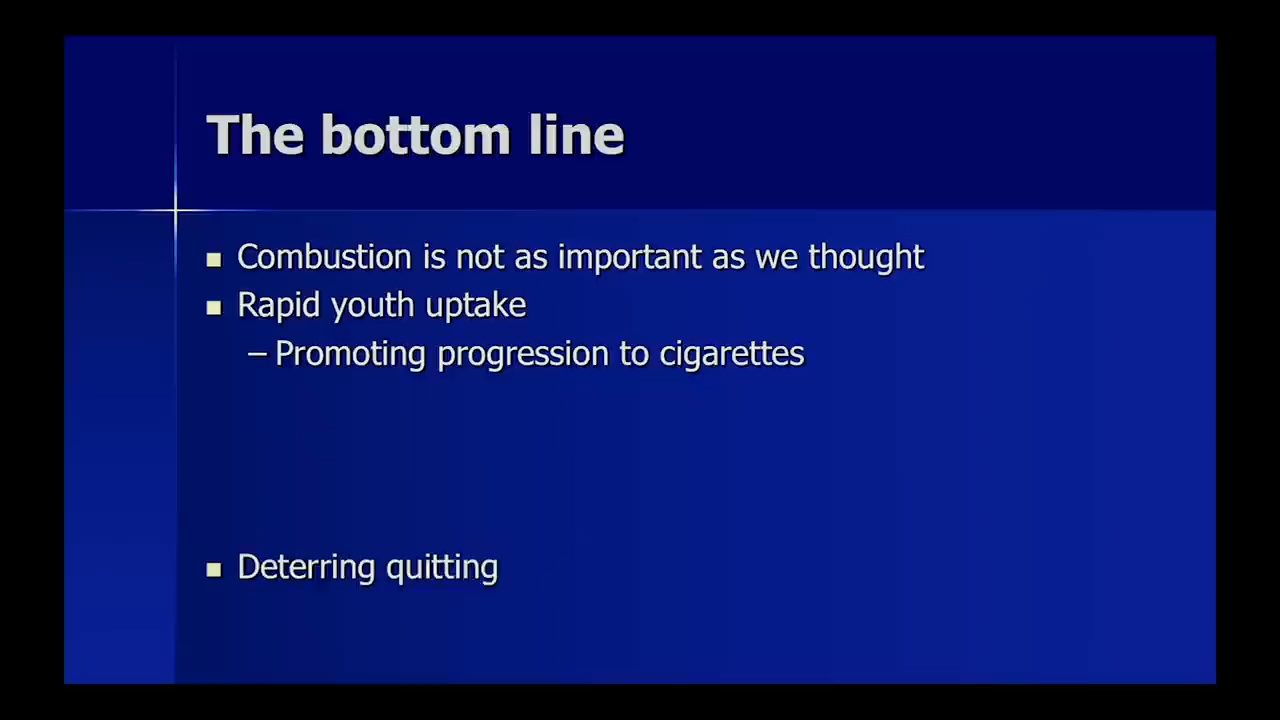 The bottom line
■ Combustion is not as important as we thought
■ Rapid youth uptake
– Promoting progression to cigarettes
■ Deterring quitting